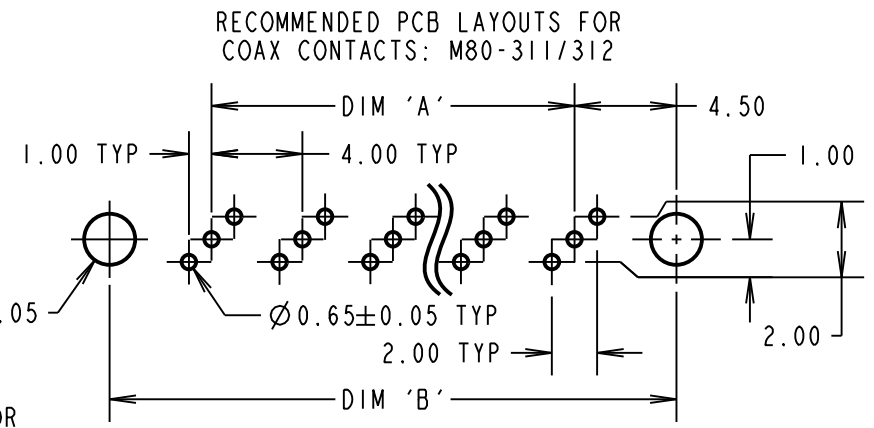 RECOMMENDED PCB LAYOUTS FOR
COAX CONTACTS: M80-311/312
DIM 'A'
4.50
1.00 TYP
4.00 TYP
1.00
.05
Ø0.65±0.05 TYP
2.00 TYP
2.00
DIM 'B'
OR